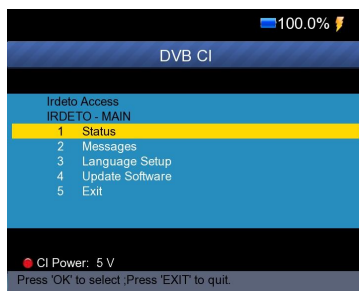 100.0%
DVB CI
Irdeto Access
IRDETO - MAIN
1 Status
2 Messages
3 Language Setup
4 Update Software
5 Exit
CI Power: 5 V
Press 'OK' to select ;Press 'EXIT' to quit.